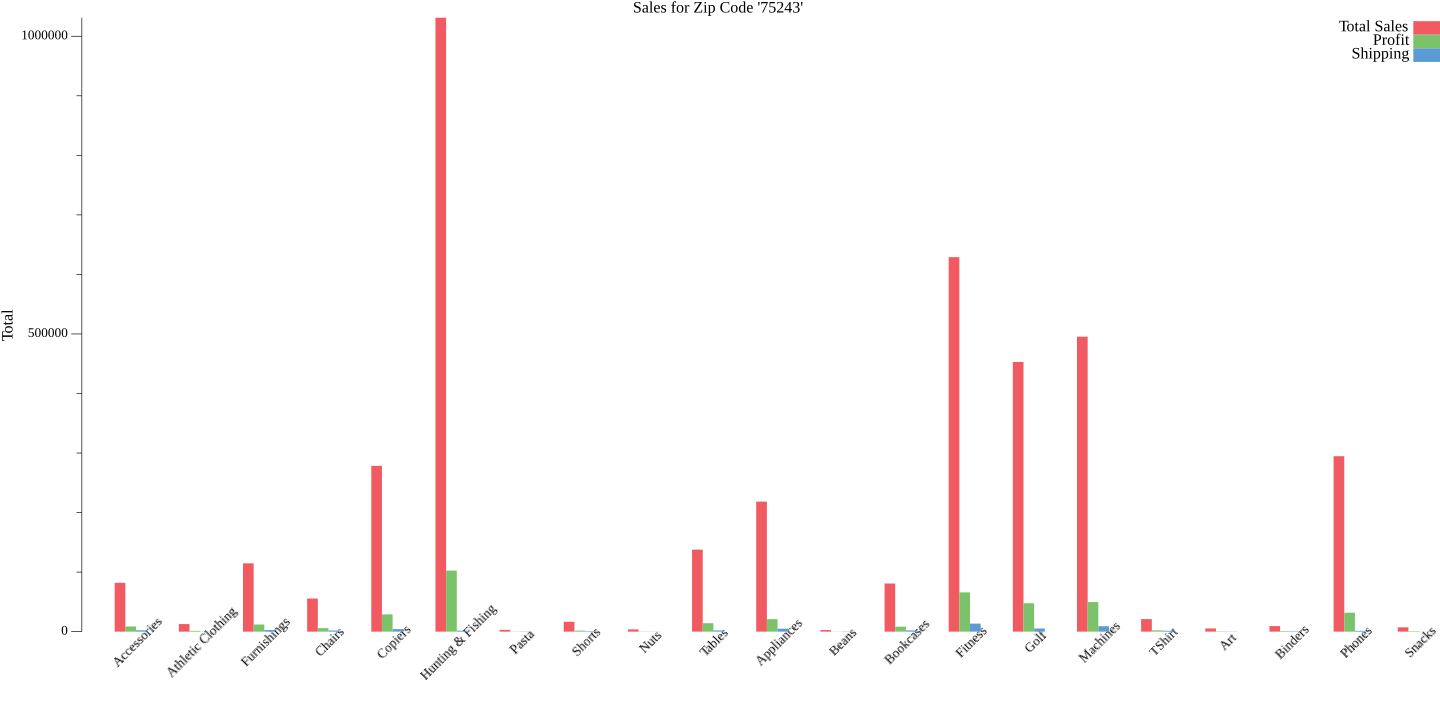 Sales for Zip Code '75243'
Total Sales
Profit
Shipping
Total
1000000
500000
0
Accessories
Athletic Clothing
Furnishings
Chairs
Copiers
Hunting & Fishing
Pasta
Shorts
Nuts
Tables
Appliances
Beans
Bookcases
Fitness
Golf
Machines
TShirt
Art
Binders
Phones
Snacks